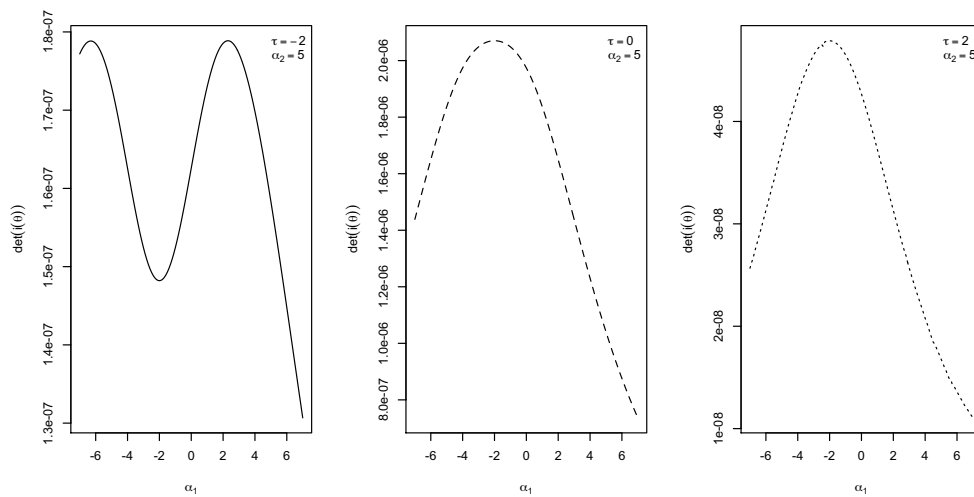 det(i(θ))
1.8e-07
1.7e-07
1.6e-07
1.5e-07
1.4e-07
1.3e-07
τ = −2
α2 = 5
-6 -4 -2 0 2 4 6
α1
det(i(θ))
2.0e-06
1.8e-06
1.6e-06
1.4e-06
1.2e-06
1.0e-06
8.0e-07
τ = 0
α2 = 5
-6 -4 -2 0 2 4 6
α1
det(i(θ))
4e-08
3e-08
2e-08
1e-08
τ = 2
α2 = 5
-6 -4 -2 0 2 4 6
α1